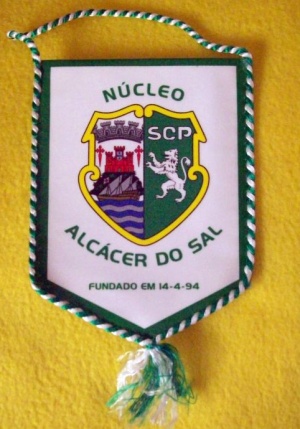 NÚCLEO
SCP
ALCÁCER DO SAL
FUNDADO EM 14-4-94